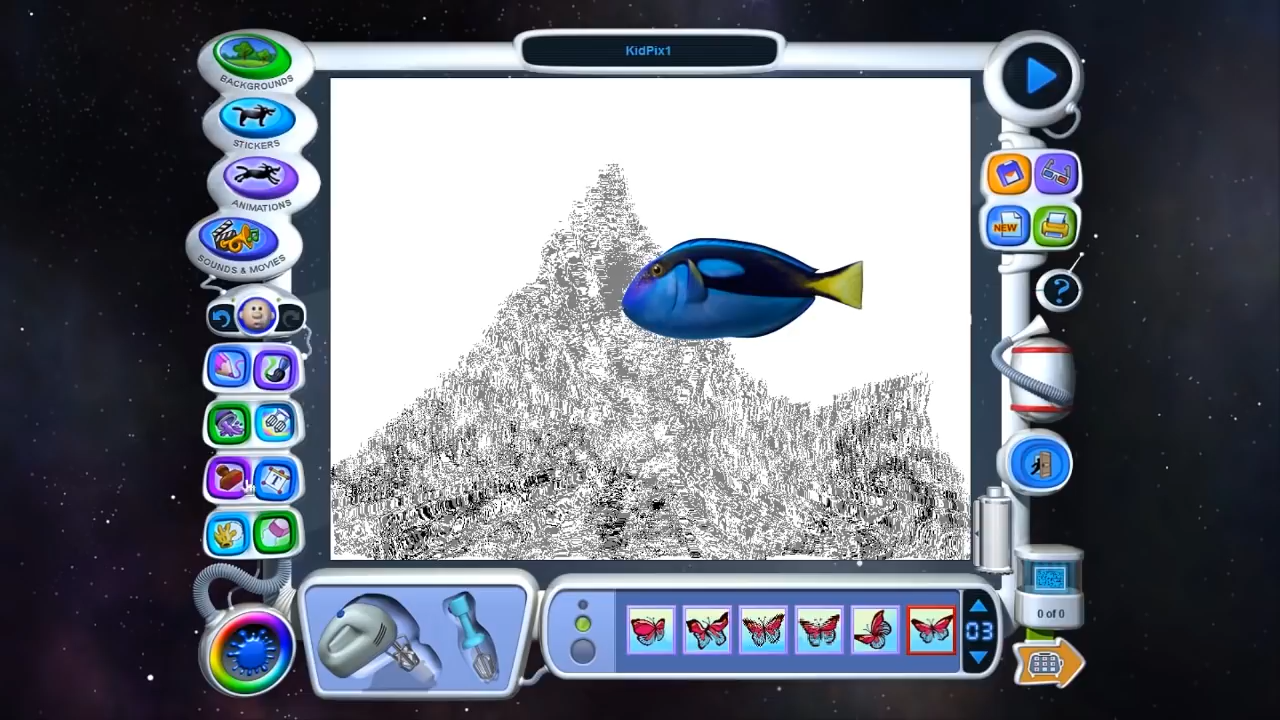 KidPix1
BACKGROUNDS
STICKERS
ANIMATIONS
SOUNDS & MOVIES
NEW
?
T
03
0 of 0